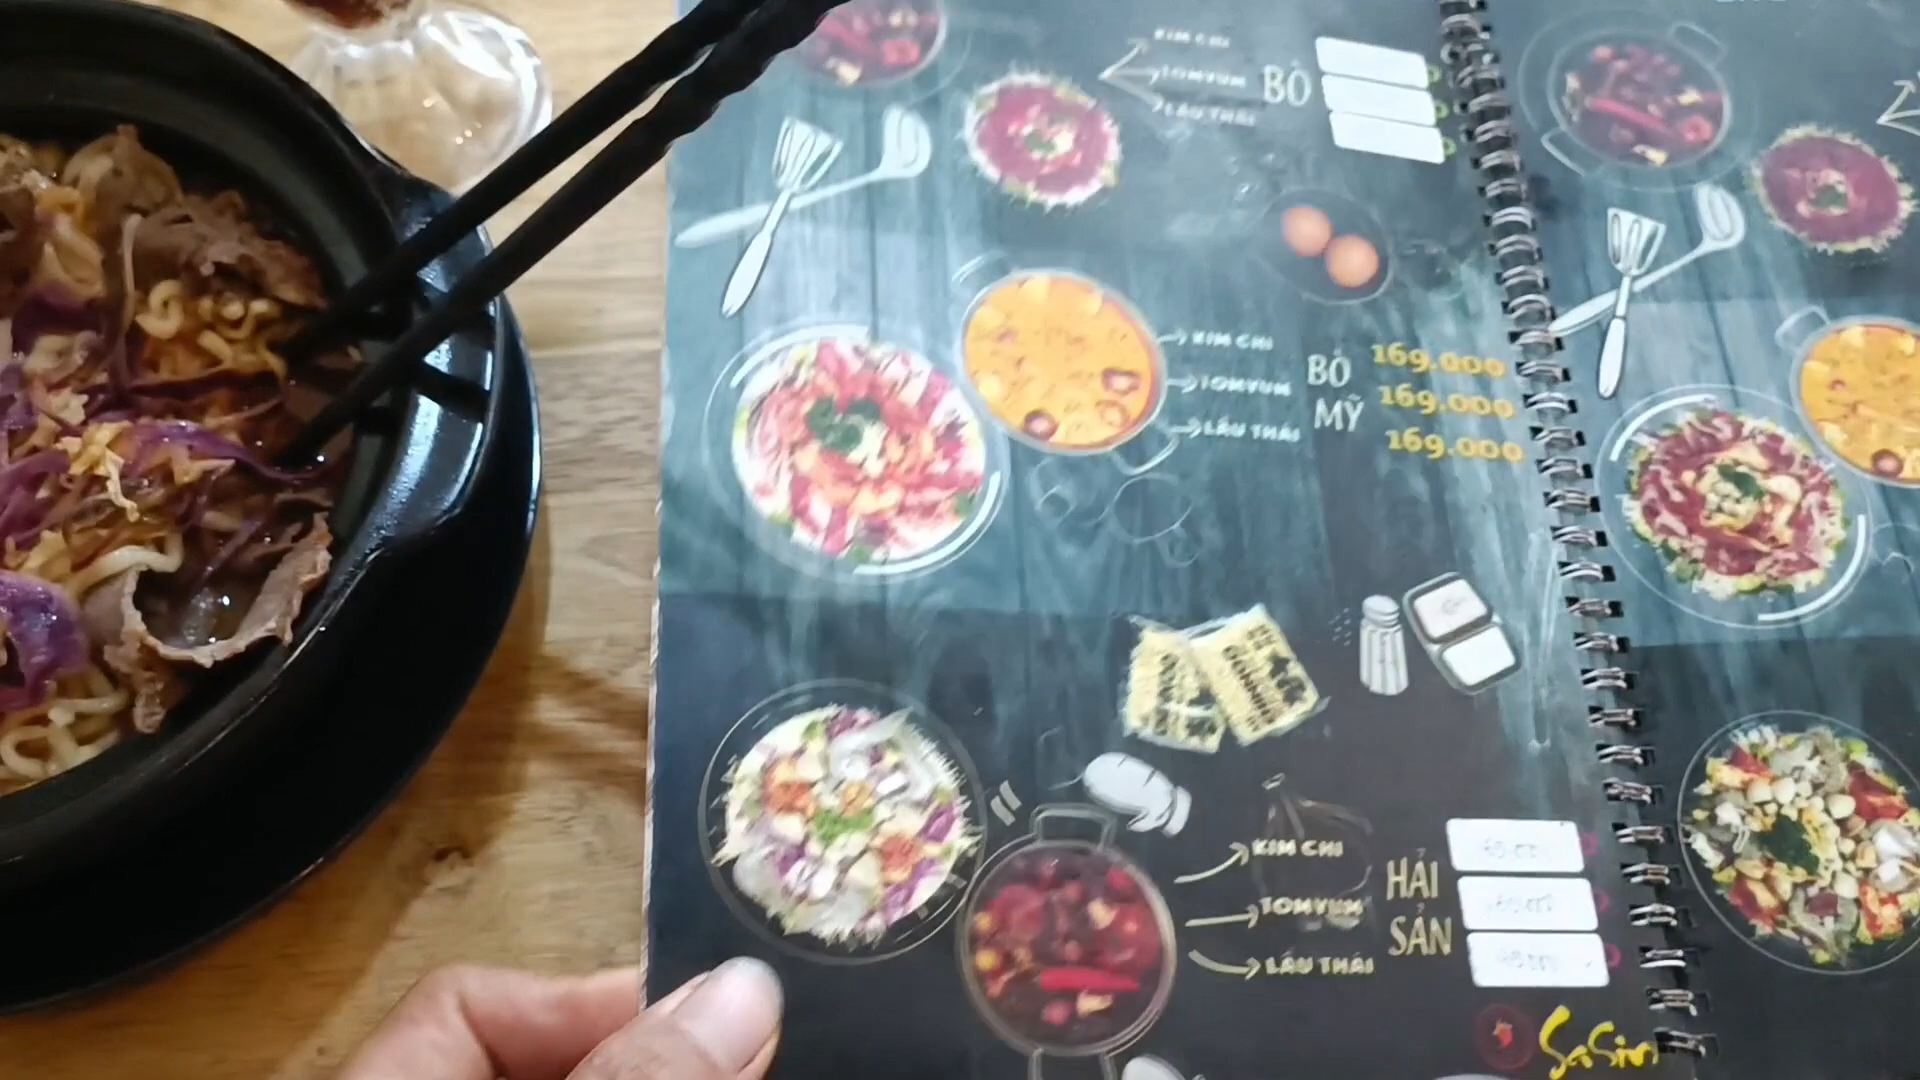 KIM CHI
TOMYUM
LẨU THÁI
BÒ
KIM CHI
TOMYUM
LẨU THÁI
BÒ
MỸ
169.000
169.000
169.000
KIM CHI
TOMYUM
LẨU THÁI
HẢI
SẢN
SaSin